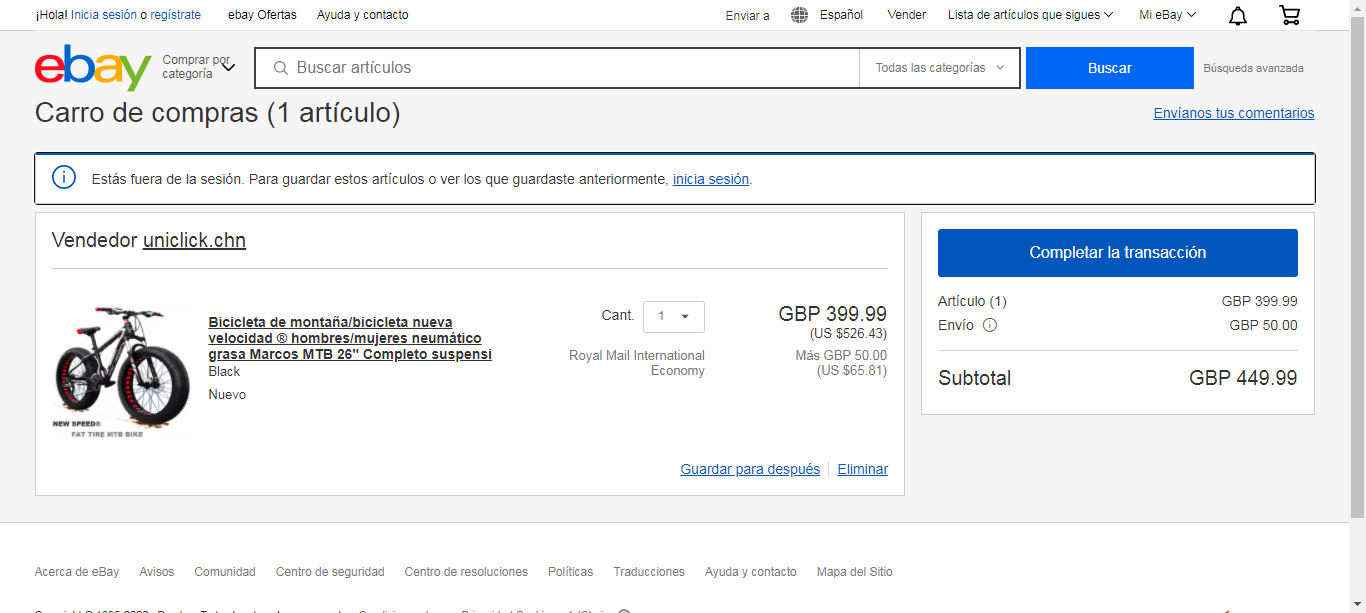 ¡Hola! Inicia sesión o regístrate ebay Ofertas Ayuda y contacto Enviar a Español Vender Lista de artículos que sigues Mi eBay
ebay
Comprar por
categoría
Buscar artículos
Todas las categorías
Buscar
Búsqueda avanzada
Carro de compras (1 artículo)
Envíanos tus comentarios
Estás fuera de la sesión. Para guardar estos artículos o ver los que guardaste anteriormente, inicia sesión.
Vendedor uniclick.chn
NEW SPEED®
FAT TIRE MTB BIKE
Bicicleta de montaña/bicicleta nueva
velocidad ® hombres/mujeres neumático
grasa Marcos MTB 26" Completo suspensi
Black
Nuevo
Cant. 1
GBP 399.99
(US $526.43)
Royal Mail International
Economy
Más GBP 50.00
(US $65.81)
Guardar para después Eliminar
Completar la transacción
Artículo (1) GBP 399.99
Envío GBP 50.00
Subtotal GBP 449.99
Acerca de eBay Avisos Comunidad Centro de seguridad Centro de resoluciones Políticas Traducciones Ayuda y contacto Mapa del Sitio